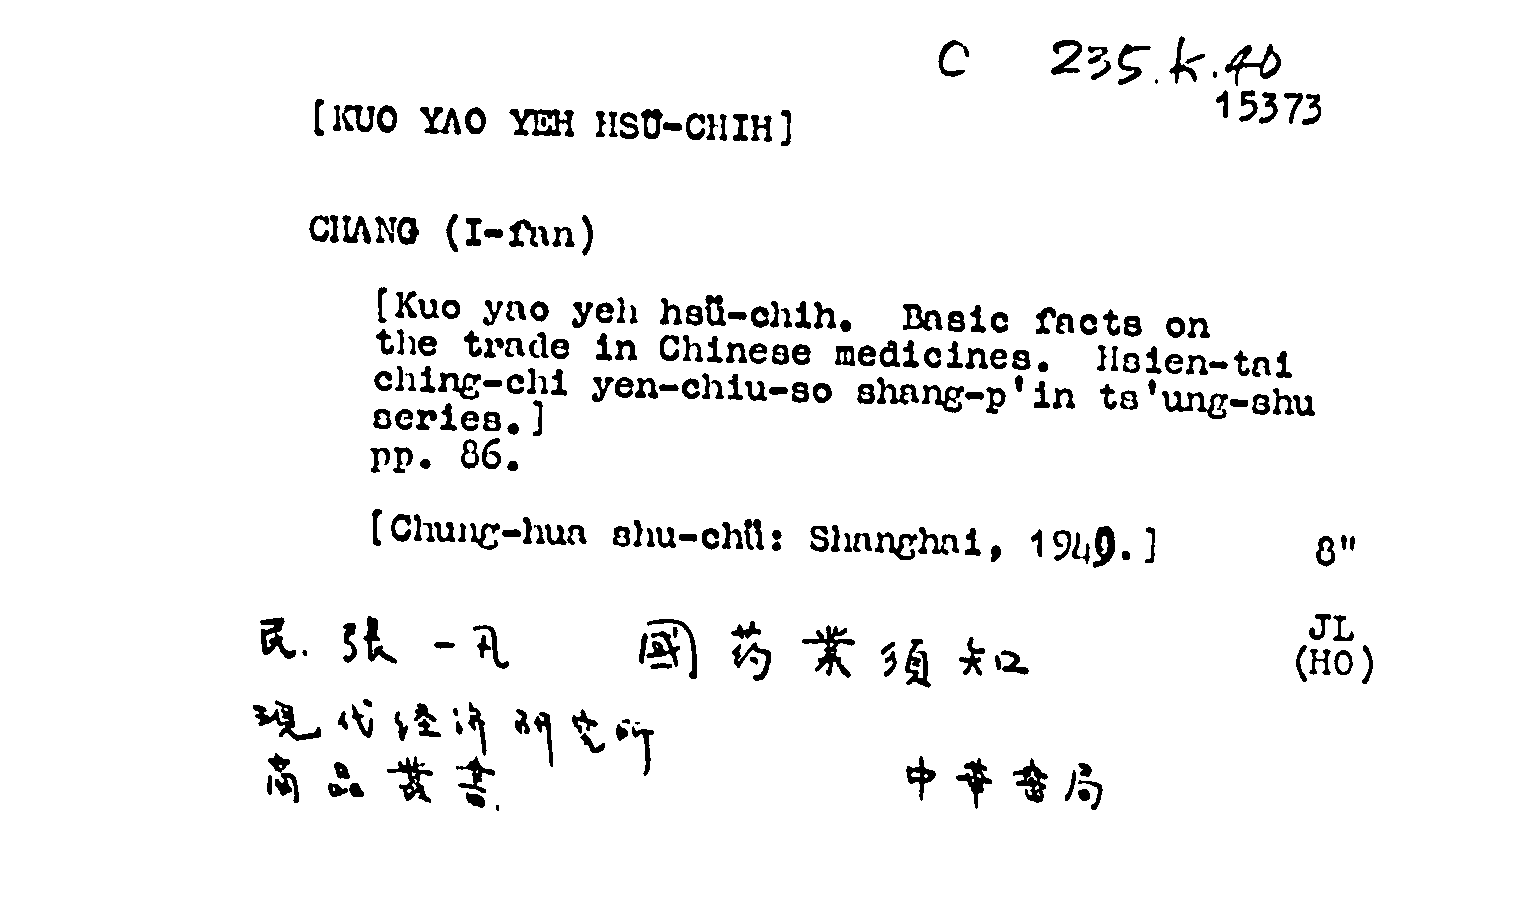 C 235.k.40
15373
[KUO YAO YEH HSÜ-CHIH]
CHANG (I-fan)
[Kuo yao yeh hsü-chih. Basic facts on
the trade in Chinese medicines. Hsien-tai
ching-chi yen-chiu-so shang-p'in ts'ung-shu
series.]
pp. 86.
[Chung-hua shu-chü: Shanghai, 1940.]
8"
民. 張一凡 國药業須知
JL
(HO)
現代经济研究所
商品叢書.
中華書局